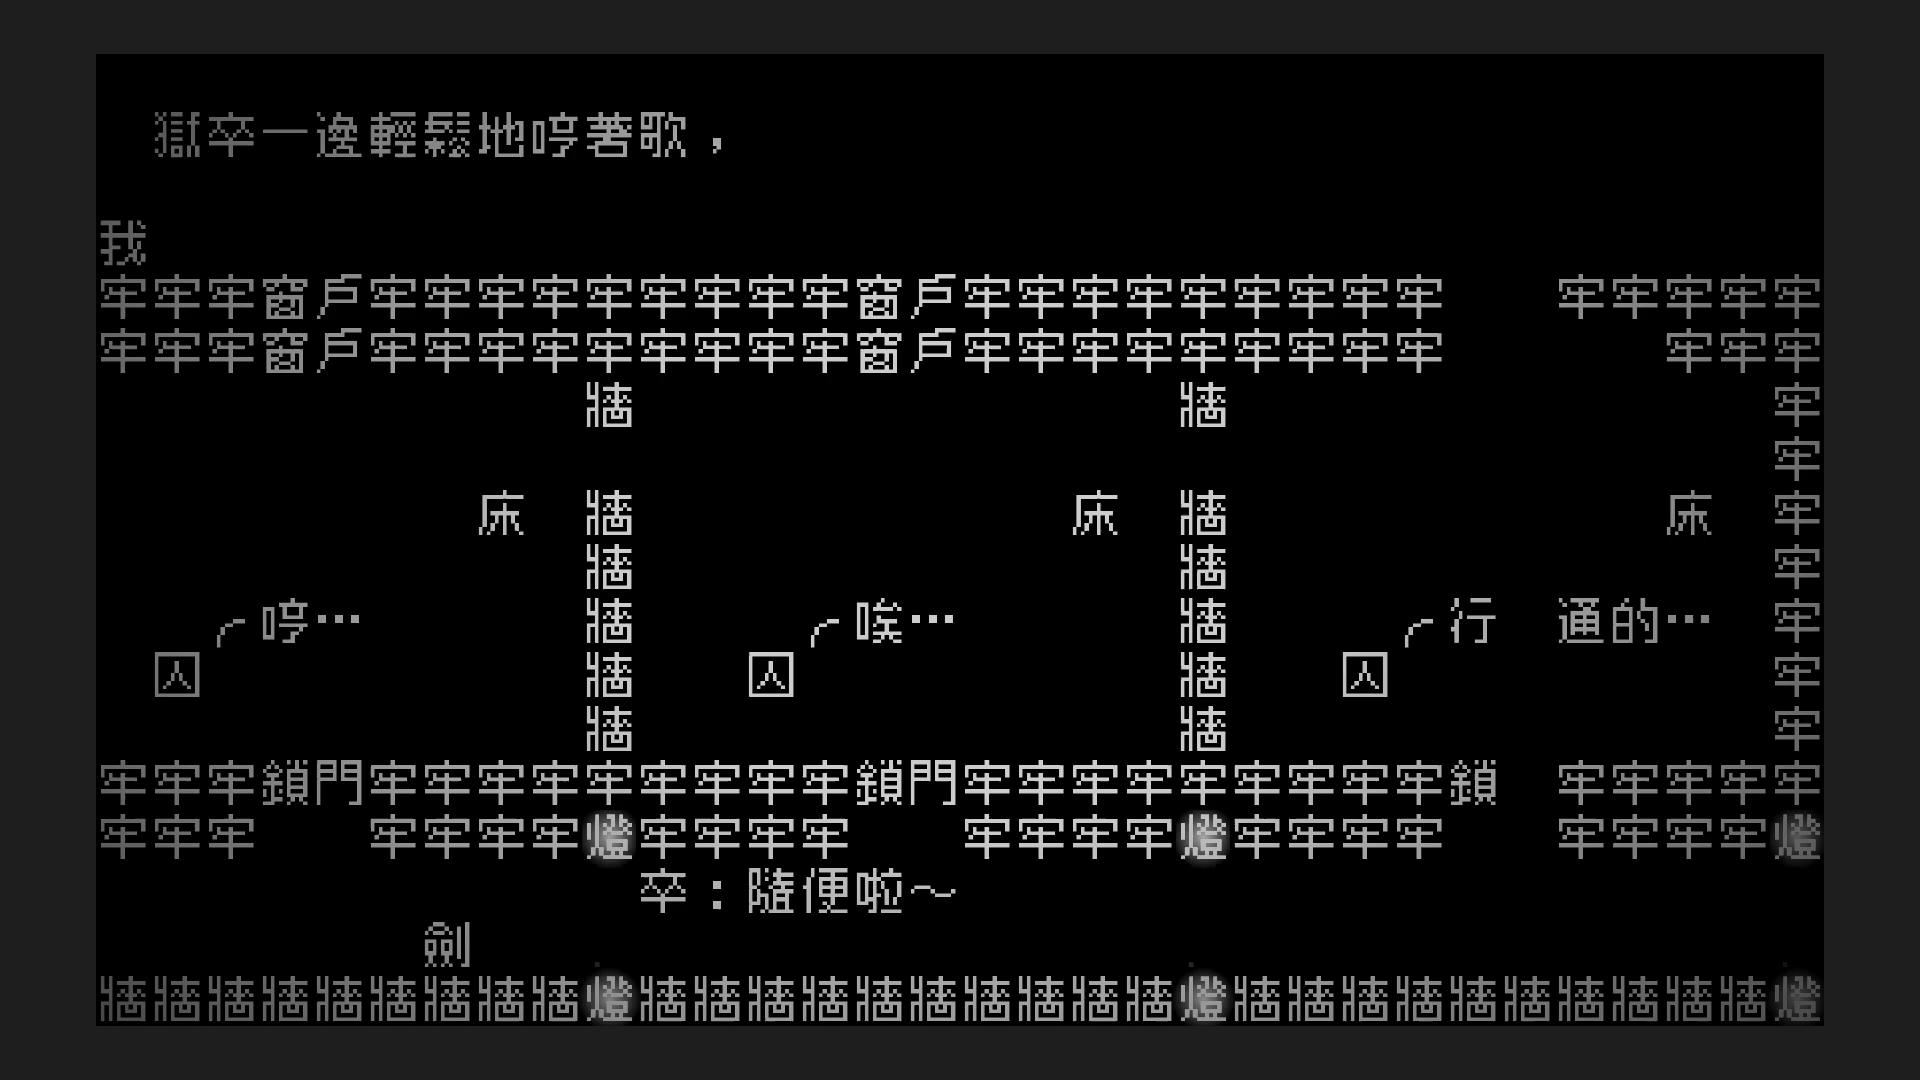 獄卒一邊輕鬆地哼著歌，
我
牢牢牢窗戶牢牢牢牢牢牢牢牢牢窗戶牢牢牢牢牢牢牢牢牢 牢牢牢牢牢
牢牢牢窗戶牢牢牢牢牢牢牢牢牢窗戶牢牢牢牢牢牢牢牢牢 牢牢牢
牆 牆 牢
牢
床 牆 床 牆 床 牢
牆 牆 牢
哼… 牆 唉… 牆 行 通的… 牢
囚 牆 囚 牆 囚 牢
牆 牆 牢
牢牢牢鎖門牢牢牢牢牢牢牢牢牢鎖門牢牢牢牢牢牢牢牢牢鎖 牢牢牢牢牢
牢牢牢 牢牢牢牢燈牢牢牢牢 牢牢牢牢燈牢牢牢牢 牢牢牢牢燈
卒：隨便啦～
劍
牆牆牆牆牆牆牆牆牆燈牆牆牆牆牆牆牆牆牆牆燈牆牆牆牆牆牆牆牆牆牆燈